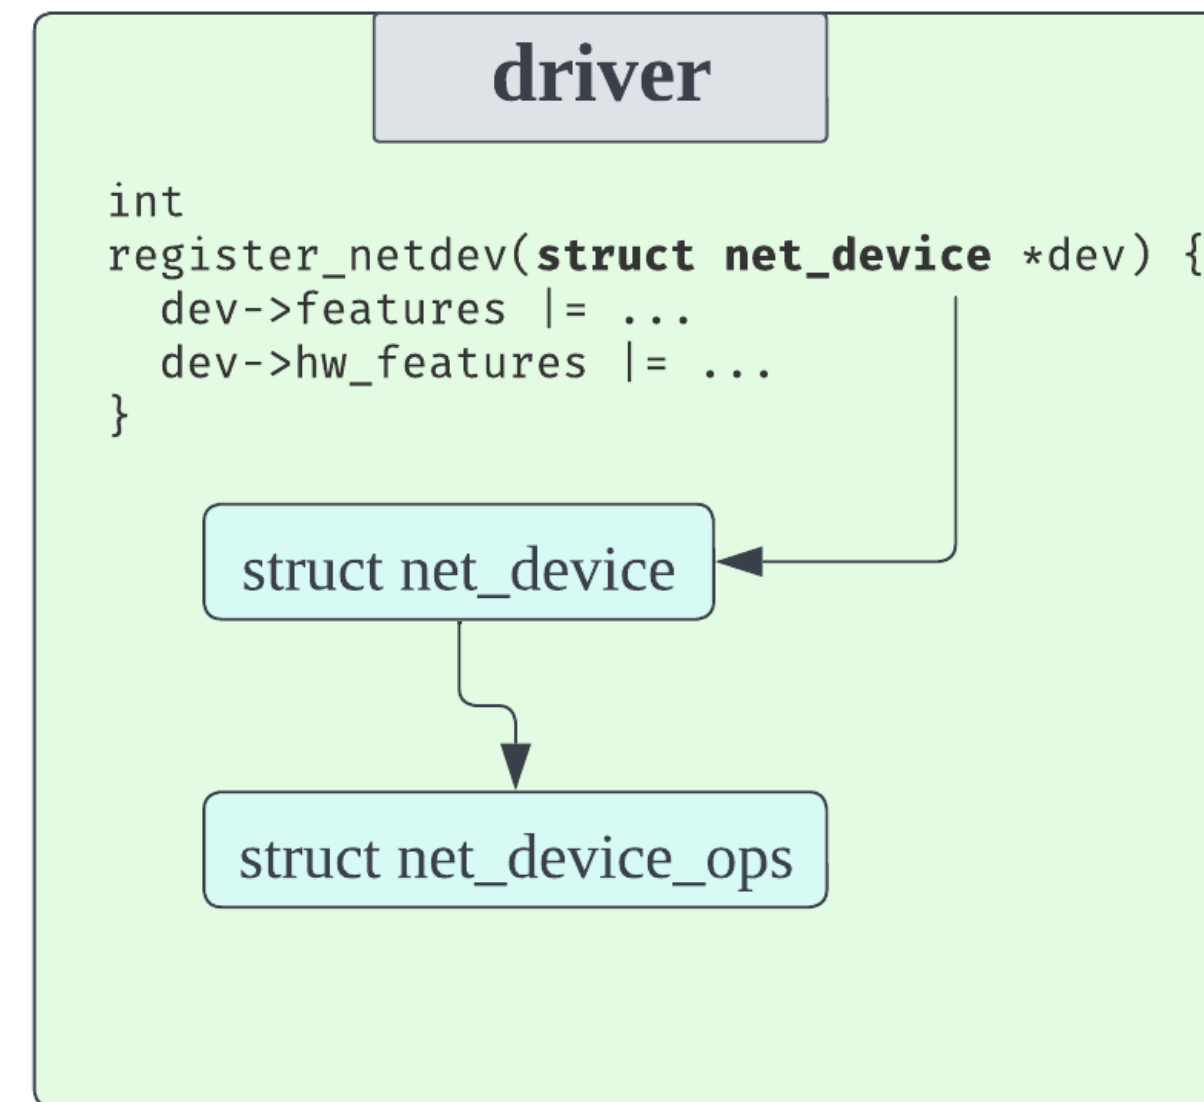 driver
int
register_netdev(struct net_device *dev) {
  dev->features |= ...
  dev->hw_features |= ...
}
struct net_device
struct net_device_ops